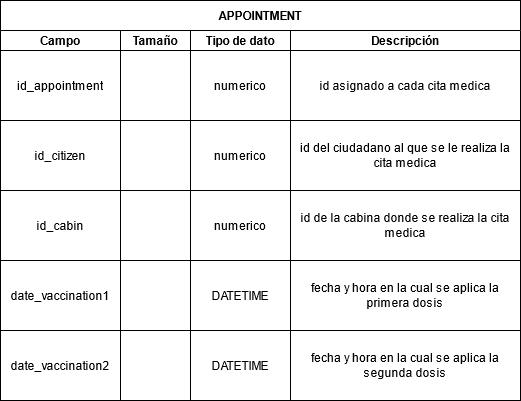 APPOINTMENT
Campo Tamaño Tipo de dato Descripción
id_appointment numerico id asignado a cada cita medica
id_citizen numerico id del ciudadano al que se le realiza la
cita medica
id_cabin numerico id de la cabina donde se realiza la cita
medica
date_vaccination1 DATETIME fecha y hora en la cual se aplica la
primera dosis
date_vaccination2 DATETIME fecha y hora en la cual se aplica la
segunda dosis